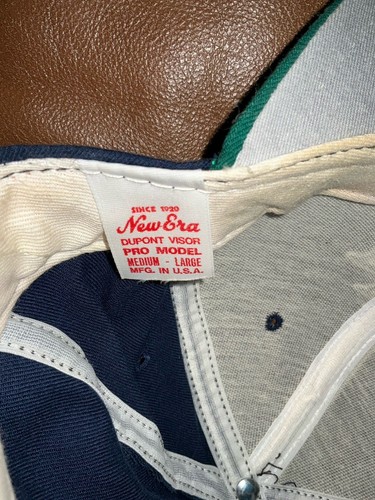 SINCE 1920
New Era
DUPONT VISOR
PRO MODEL
MEDIUM - LARGE
MFG. IN U.S.A.